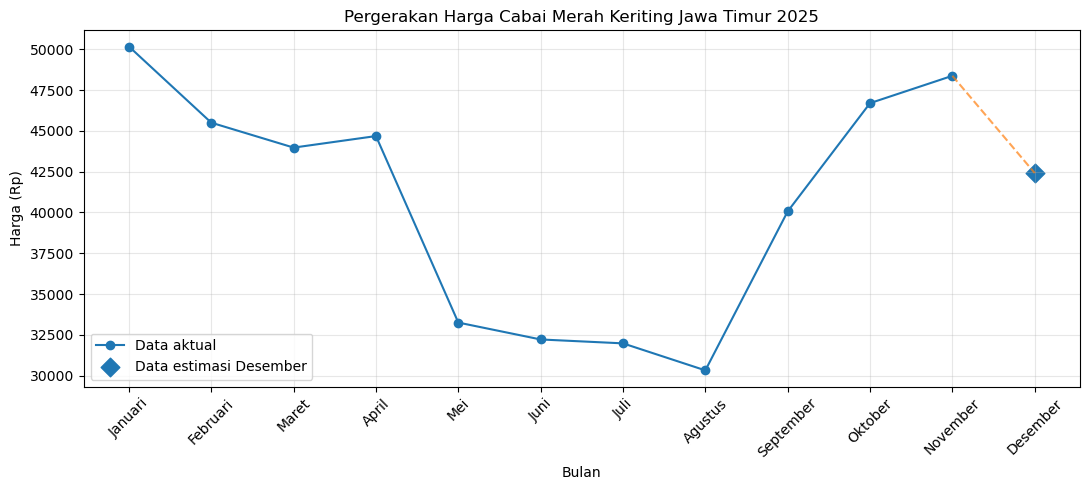 Pergerakan Harga Cabai Merah Keriting Jawa Timur 2025
Harga (Rp)
50000
47500
45000
42500
40000
37500
35000
32500
30000
Data aktual
Data estimasi Desember
Januari
Februari
Maret
April
Mei
Juni
Juli
Agustus
September
Oktober
November
Desember
Bulan